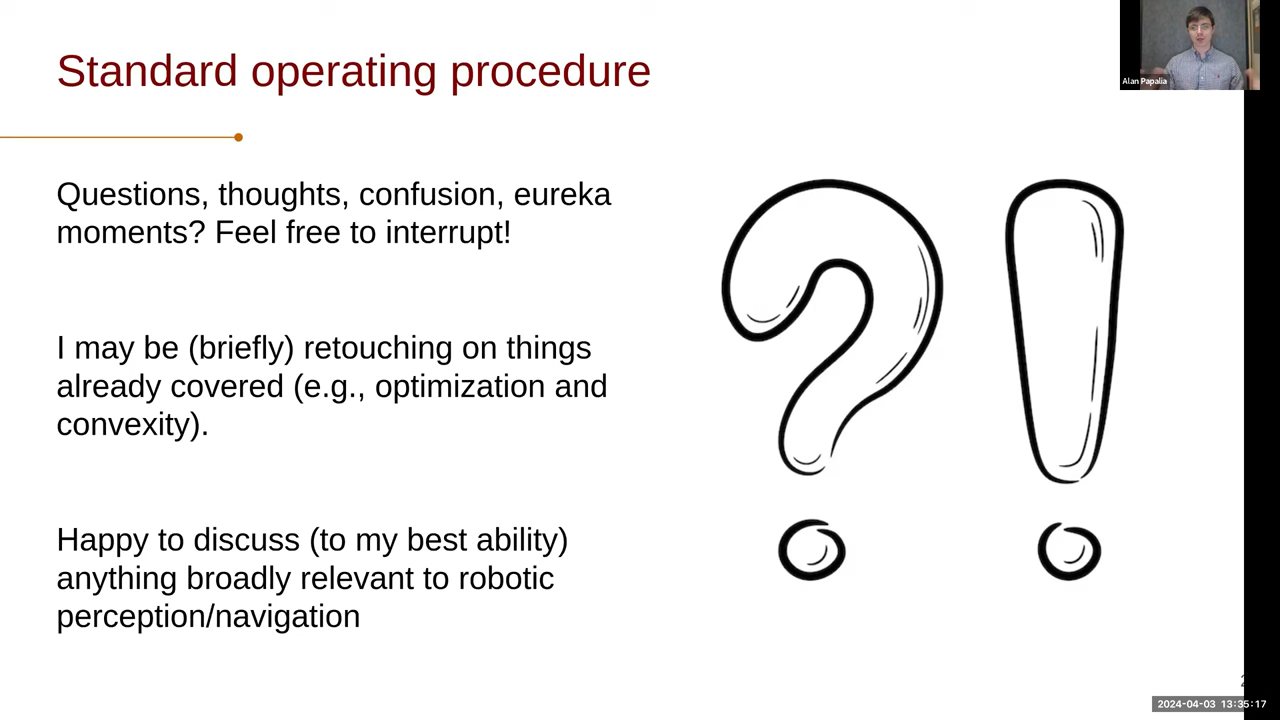 Standard operating procedure
Alan Papalia
Questions, thoughts, confusion, eureka
moments? Feel free to interrupt!
I may be (briefly) retouching on things
already covered (e.g., optimization and
convexity).
Happy to discuss (to my best ability)
anything broadly relevant to robotic
perception/navigation
?!
2024-04-03 13:35:17